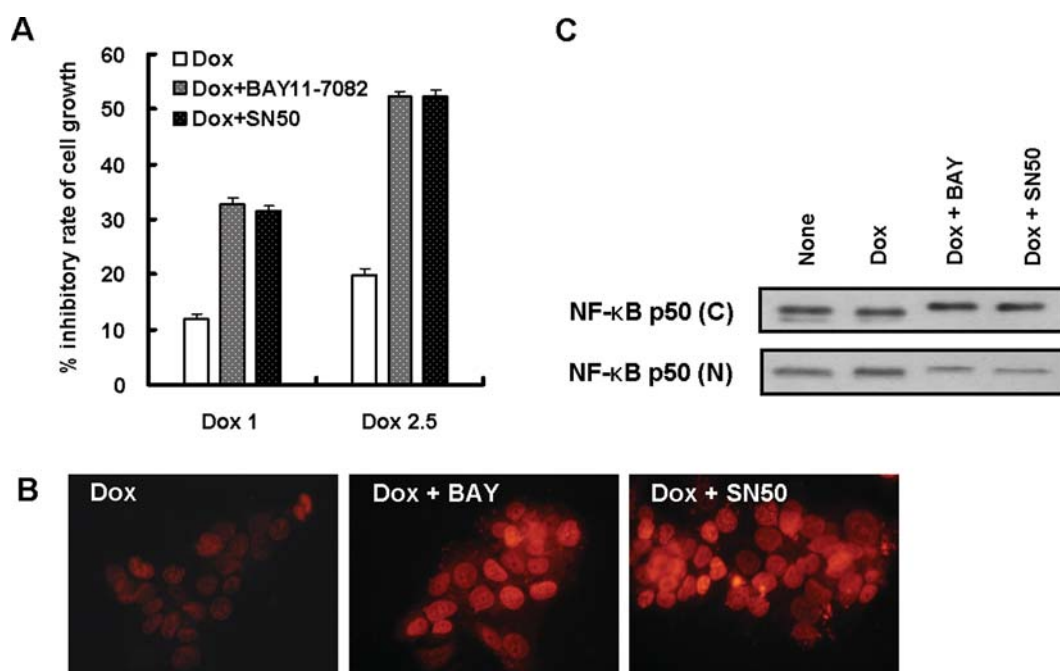 A
% inhibitory rate of cell growth
60
50
40
30
20
10
0
Dox
Dox+BAY11-7082
Dox+SN50
Dox 1
Dox 2.5
C
None
Dox
Dox + BAY
Dox + SN50
NF-κB p50 (C)
NF-κB p50 (N)
B
Dox
Dox + BAY
Dox + SN50